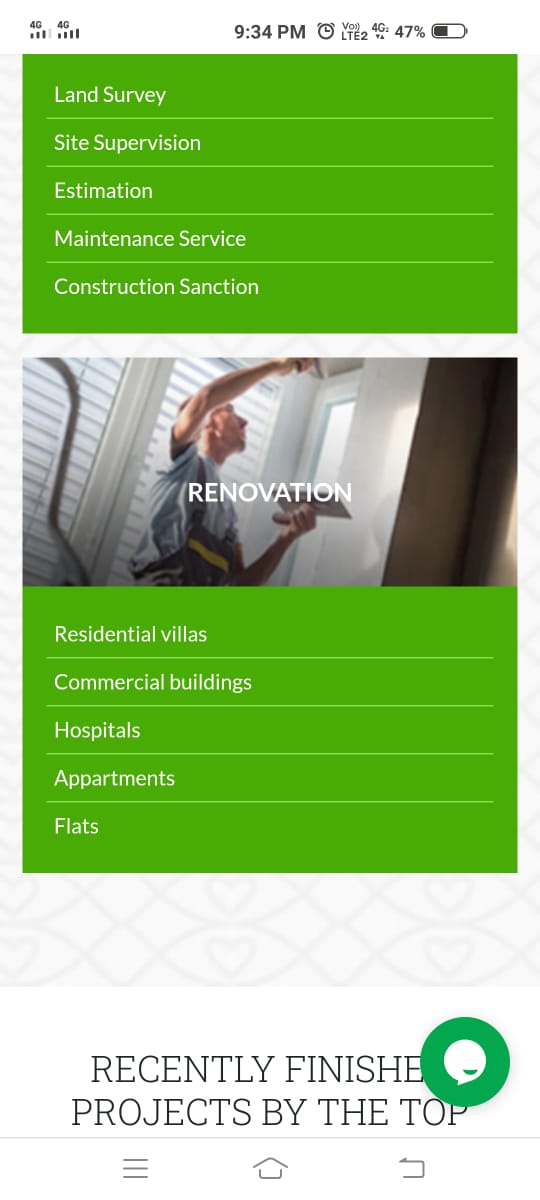 4G 4G 9:34 PM Vo)) LTE2 4G 47%
Land Survey
Site Supervision
Estimation
Maintenance Service
Construction Sanction
RENOVATION
Residential villas
Commercial buildings
Hospitals
Appartments
Flats
RECENTLY FINISHE
PROJECTS BY THE TOP